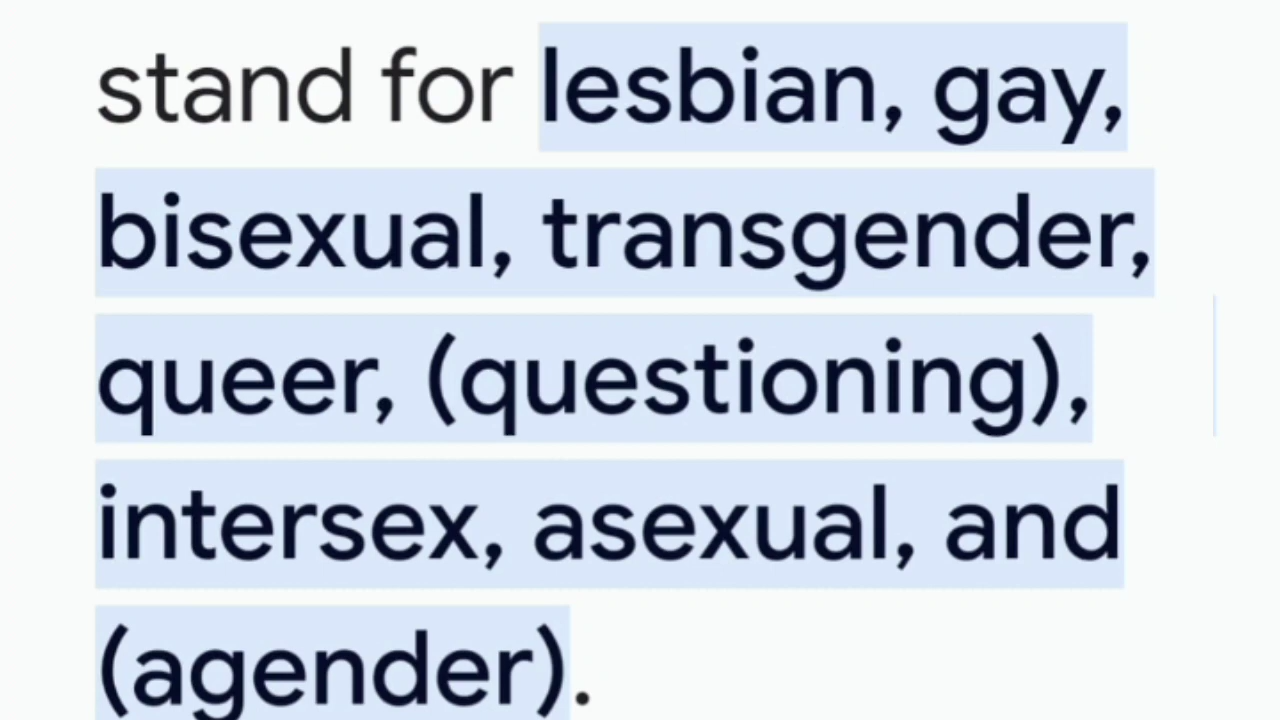 stand for lesbian, gay,
bisexual, transgender,
queer, (questioning),
intersex, asexual, and
(agender).